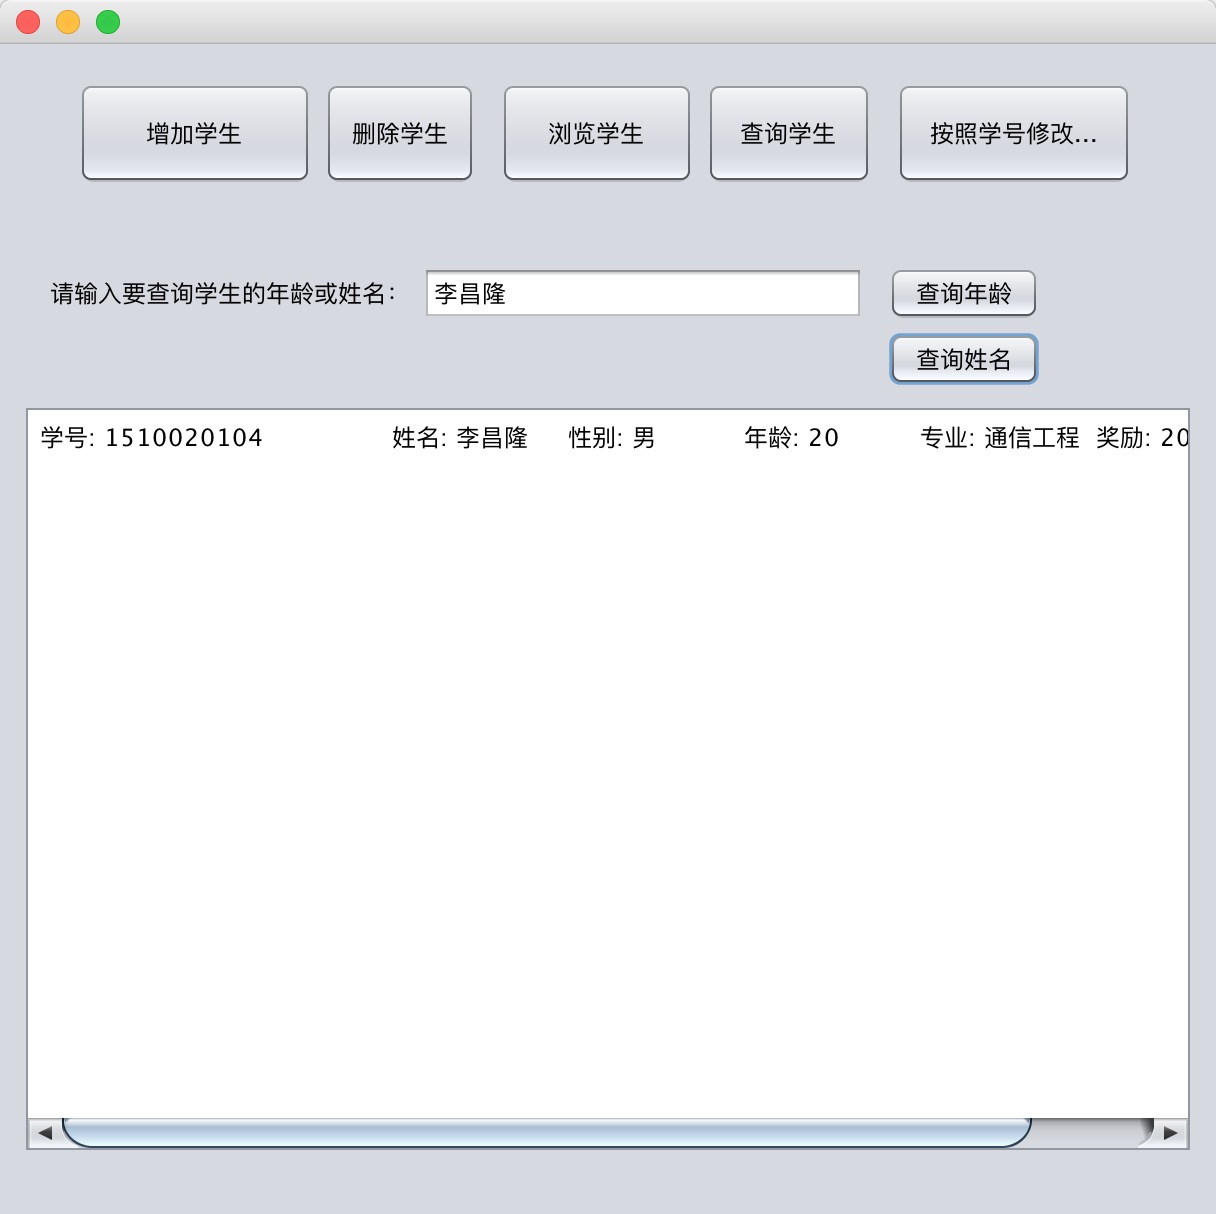 增加学生 删除学生 浏览学生 查询学生 按照学号修改...
请输入要查询学生的年龄或姓名： 李昌隆 查询年龄
查询姓名
学号: 1510020104 姓名: 李昌隆 性别: 男 年龄: 20 专业: 通信工程 奖励: 20